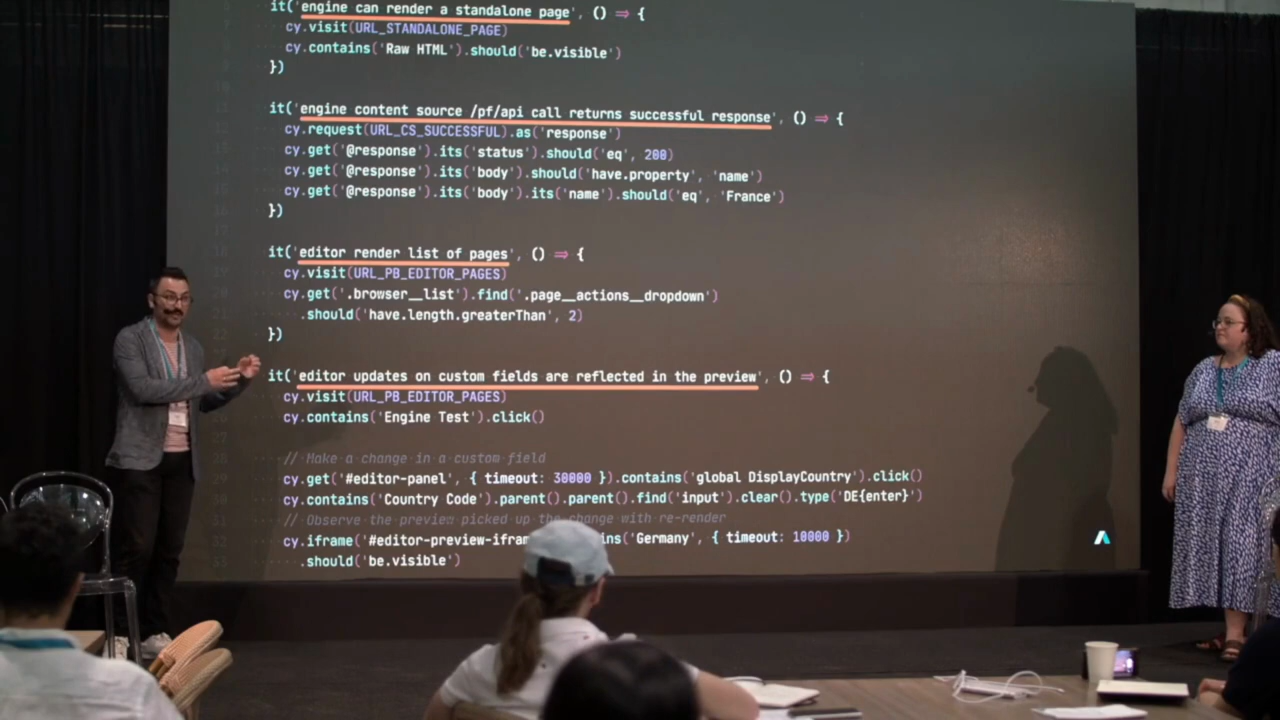 it('engine can render a standalone page', () ⇒ {
cy.visit(URL_STANDALONE_PAGE)
cy.contains('Raw HTML').should('be.visible')
})
it('engine content source /pf/api call returns successful response', () ⇒ {
cy.request(URL_CS_SUCCESSFUL).as('response')
cy.get('@response').its('status').should('eq', 200)
cy.get('@response').its('body').should('have.property', 'name')
cy.get('@response').its('body').its('name').should('eq', 'France')
})
it('editor render list of pages', () ⇒ {
cy.visit(URL_PB_EDITOR_PAGES)
cy.get('.browser__list').find('.page__actions__dropdown')
.should('have.length.greaterThan', 2)
})
it('editor updates on custom fields are reflected in the preview', () ⇒ {
cy.visit(URL_PB_EDITOR_PAGES)
cy.contains('Engine Test').click()
// Make a change in a custom field
cy.get('#editor-panel', { timeout: 30000 }).contains('global DisplayCountry').click()
cy.contains('Country Code').parent().parent().find('input').clear().type('DE{enter}')
// Observe the preview picked up the change with re-render
cy.iframe('#editor-preview-ifram ins('Germany', { timeout: 10000 })
.should('be.visible')